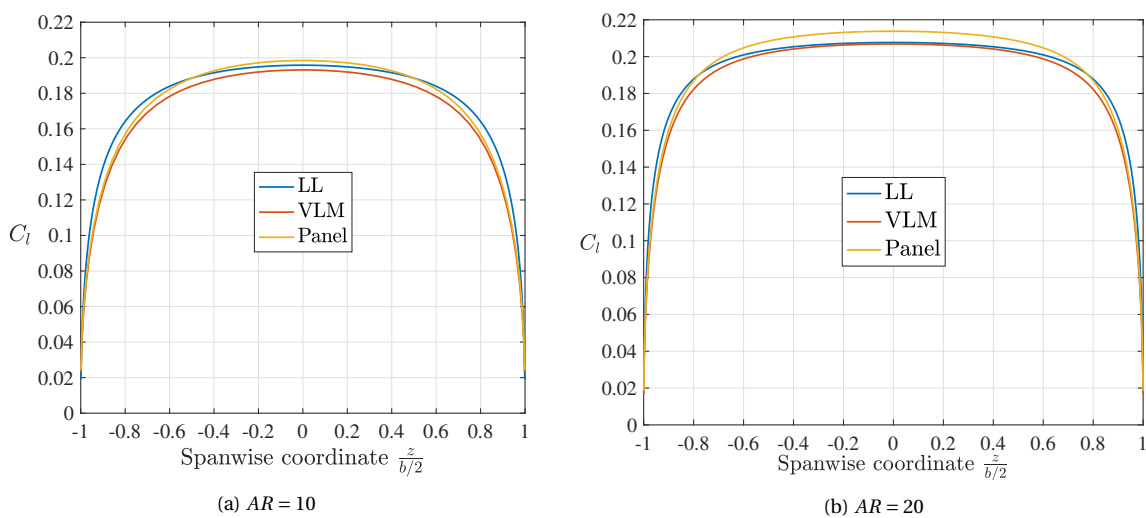 0.22
0.2
0.18
0.16
0.14
0.12
0.1
0.08
0.06
0.04
0.02
0
C_l
-1 -0.8 -0.6 -0.4 -0.2 0 0.2 0.4 0.6 0.8 1
Spanwise coordinate z/b/2
LL
VLM
Panel
(a) AR = 10
0.22
0.2
0.18
0.16
0.14
0.12
0.1
0.08
0.06
0.04
0.02
0
C_l
-1 -0.8 -0.6 -0.4 -0.2 0 0.2 0.4 0.6 0.8 1
Spanwise coordinate z/b/2
LL
VLM
Panel
(b) AR = 20